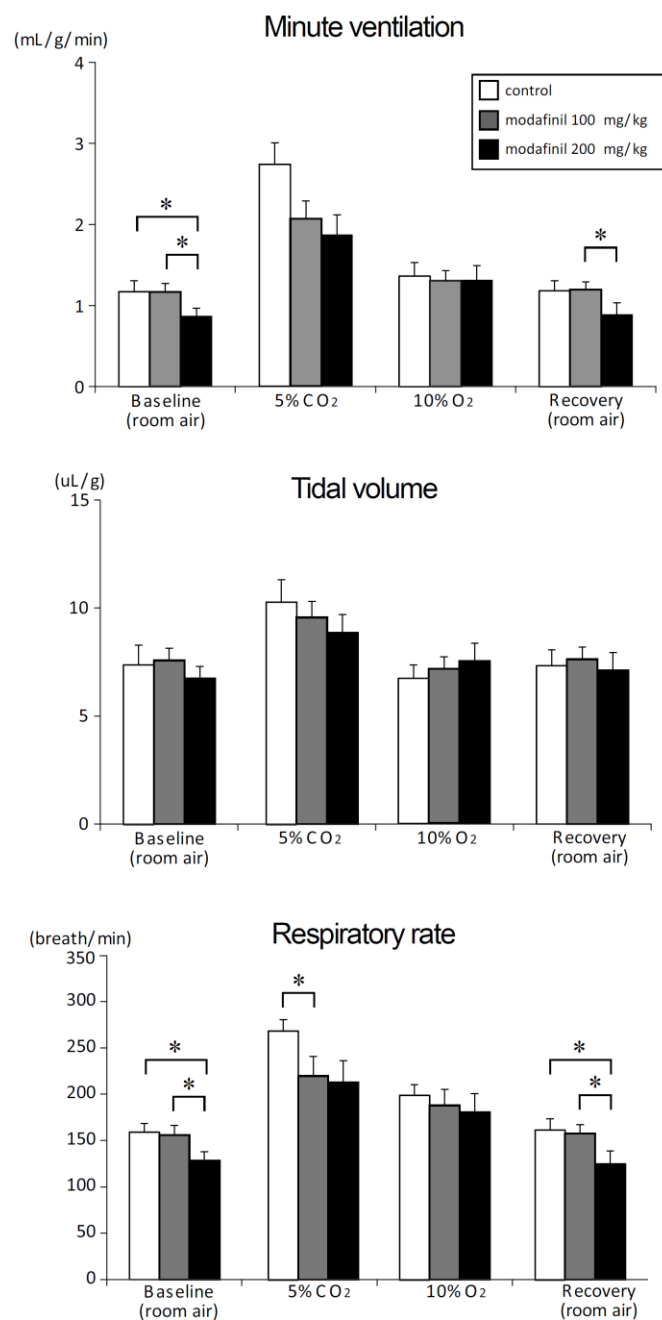 Minute ventilation
(mL/g/min)
4
3
2
1
0
control
modafinil 100 mg/kg
modafinil 200 mg/kg
*
*
*
Baseline
(room air)
5% CO2
10% O2
Recovery
(room air)
Tidal volume
(uL/g)
15
10
5
0
Baseline
(room air)
5% CO2
10% O2
Recovery
(room air)
Respiratory rate
(breath/min)
350
300
250
200
150
100
50
0
*
*
*
*
*
Baseline
(room air)
5% CO2
10% O2
Recovery
(room air)